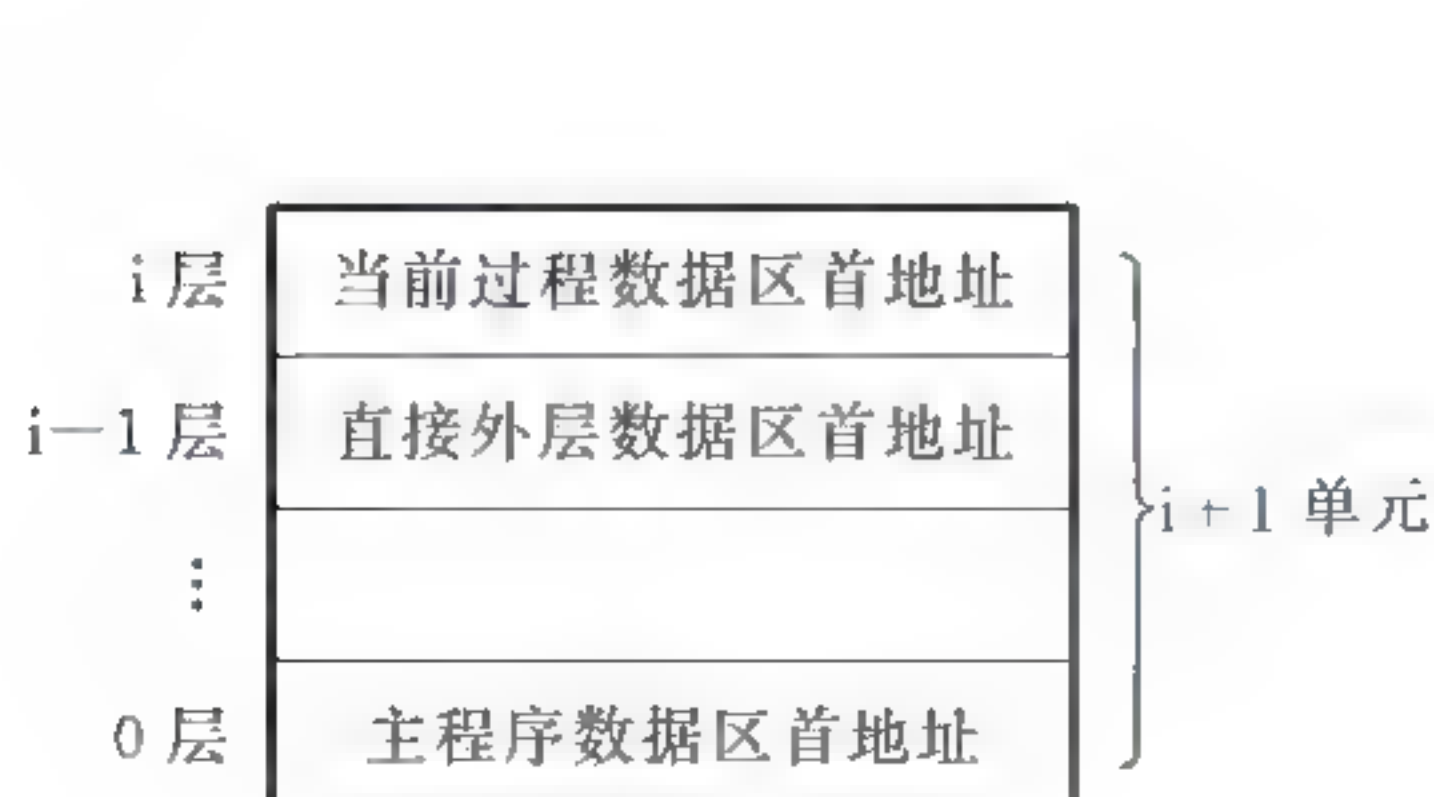 i 层 当前过程数据区首地址
i—1 层 直接外层数据区首地址
i + 1 单元
⋮
0 层 主程序数据区首地址